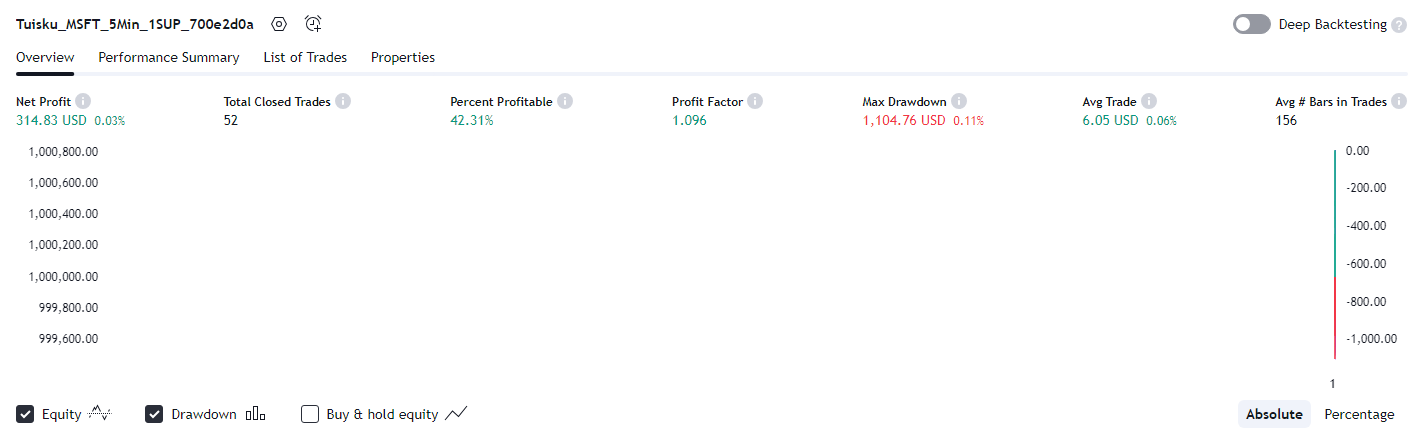 Tuisku_MSFT_5Min_1SUP_700e2d0a
Deep Backtesting
Overview Performance Summary List of Trades Properties
Net Profit Total Closed Trades Percent Profitable Profit Factor Max Drawdown Avg Trade Avg # Bars in Trades
314.83 USD 0.03% 52 42.31% 1.096 1,104.76 USD 0.11% 6.05 USD 0.06% 156
1,000,800.00 0.00
1,000,600.00 -200.00
1,000,400.00 -400.00
1,000,200.00 -600.00
1,000,000.00 -800.00
999,800.00 -1,000.00
999,600.00
1
Equity Drawdown Buy & hold equity Absolute Percentage